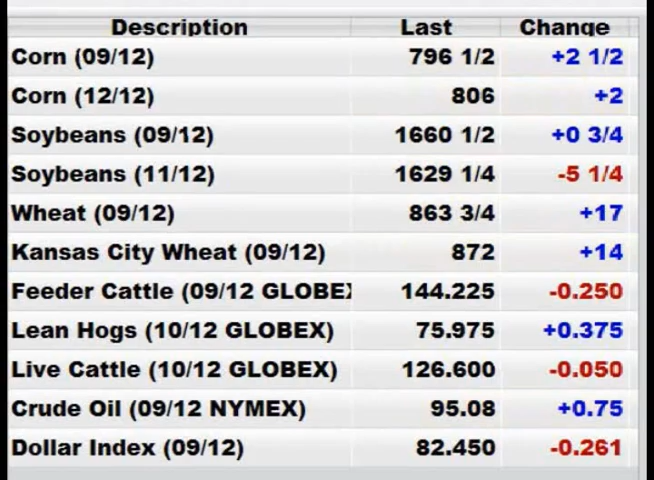 Description Last Change
Corn (09/12) 796 1/2 +2 1/2
Corn (12/12) 806 +2
Soybeans (09/12) 1660 1/2 +0 3/4
Soybeans (11/12) 1629 1/4 -5 1/4
Wheat (09/12) 863 3/4 +17
Kansas City Wheat (09/12) 872 +14
Feeder Cattle (09/12 GLOBEX) 144.225 -0.250
Lean Hogs (10/12 GLOBEX) 75.975 +0.375
Live Cattle (10/12 GLOBEX) 126.600 -0.050
Crude Oil (09/12 NYMEX) 95.08 +0.75
Dollar Index (09/12) 82.450 -0.261